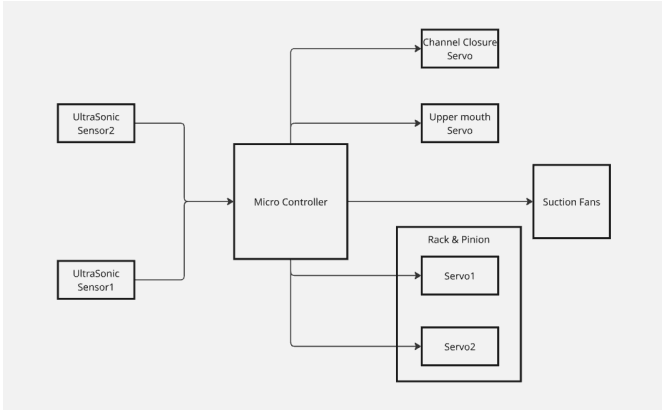 Channel Closure
Servo
UltraSonic
Sensor2
Upper mouth
Servo
Micro Controller
Suction Fans
Rack & Pinion
UltraSonic
Sensor1
Servo1
Servo2